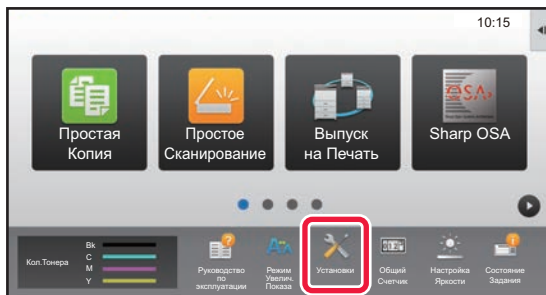 10:15
Простая
Копия
Простое
Сканирование
Выпуск
на Печать
Sharp OSA
Кол.Тонера
Bk
C
M
Y
Руководство
по
эксплуатации
Режим
Увелич.
Показа
Установки
Общий
Счетчик
Настройка
Яркости
Состояние
Задания